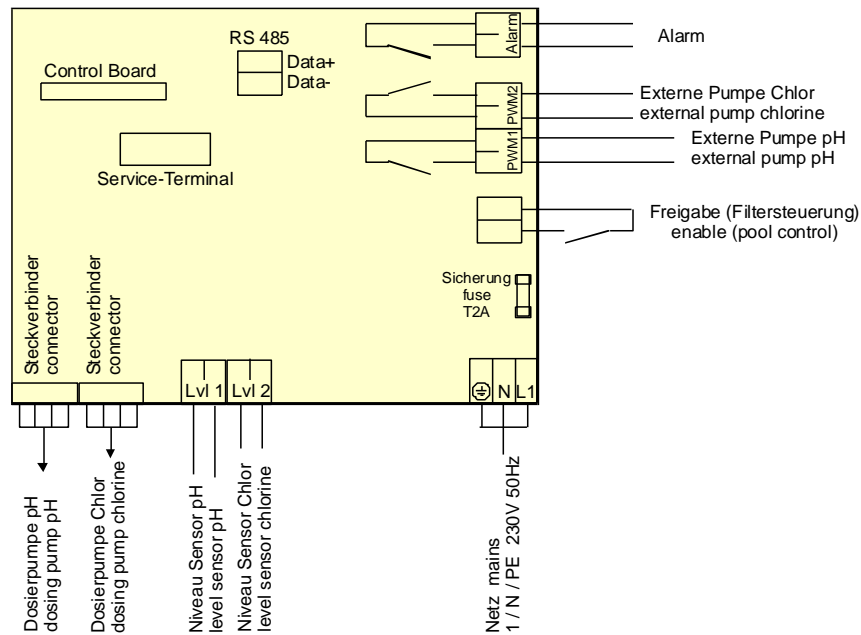 RS 485
Data+
Data-
Control Board
Service-Terminal
Alarm
Alarm
PWM2
Externe Pumpe Chlor
external pump chlorine
PWM1
Externe Pumpe pH
external pump pH
Freigabe (Filtersteuerung)
enable (pool control)
Sicherung
fuse
T2A
Steckverbinder
connector
Steckverbinder
connector
Lvl 1
Lvl 2
N
L1
Dosierpumpe pH
dosing pump pH
Dosierpumpe Chlor
dosing pump chlorine
Niveau Sensor pH
level sensor pH
Niveau Sensor Chlor
level sensor chlorine
Netz mains
1 / N / PE 230V 50Hz